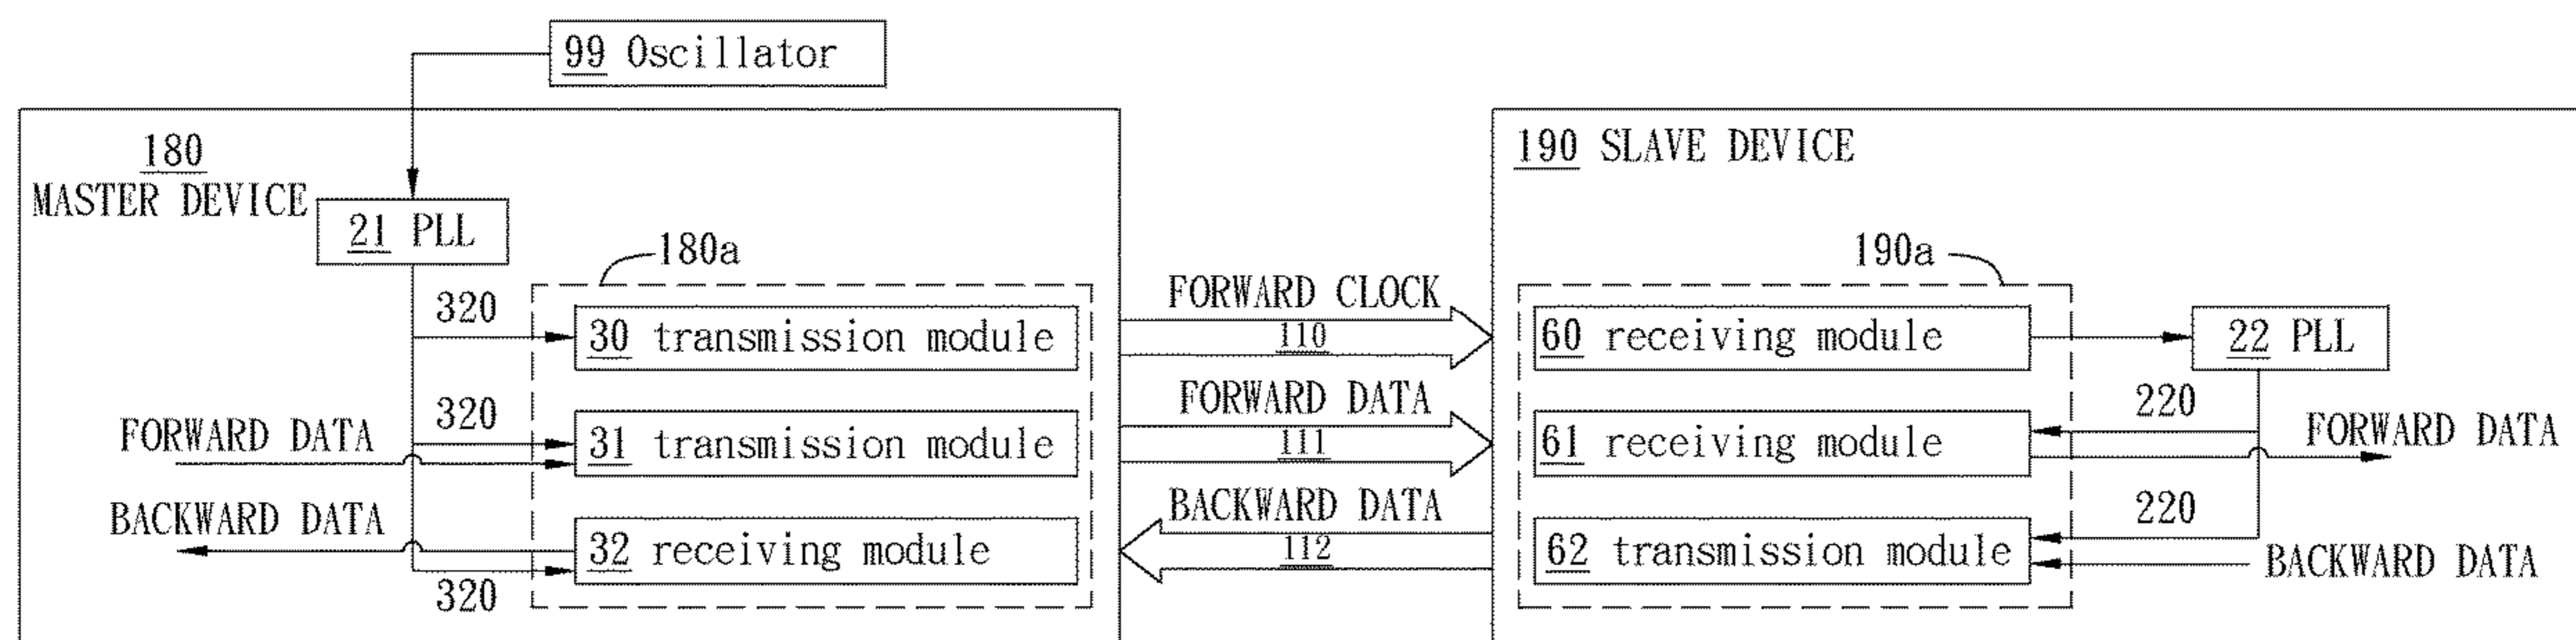 99 Oscillator
180
MASTER DEVICE
190 SLAVE DEVICE
21 PLL
180a
190a
320
30 transmission module
FORWARD CLOCK
110
60 receiving module
22 PLL
320
FORWARD DATA
31 transmission module
FORWARD DATA
111
61 receiving module
220
FORWARD DATA
BACKWARD DATA
32 receiving module
320
BACKWARD DATA
112
62 transmission module
220
BACKWARD DATA